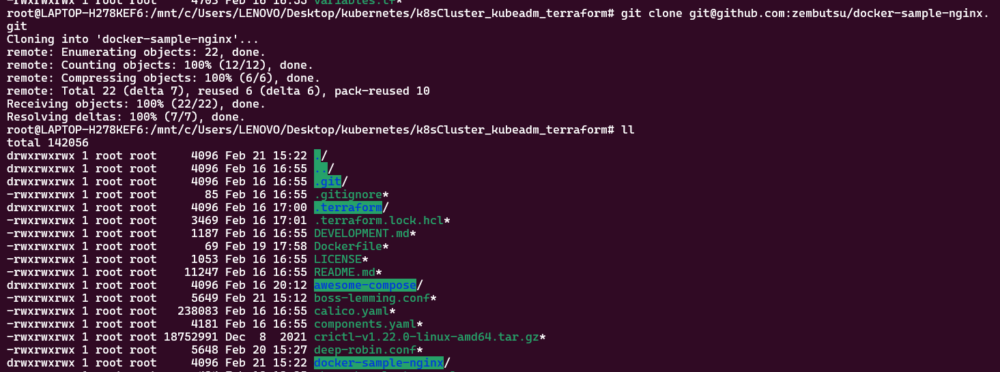 -rwxrwxrwx 1 root root     4703 Feb 16 16:55 variables.tf*
root@LAPTOP-H278KEF6:/mnt/c/Users/LENOVO/Desktop/kubernetes/k8sCluster_kubeadm_terraform# git clone git@github.com:zembutsu/docker-sample-nginx.
git
Cloning into 'docker-sample-nginx'...
remote: Enumerating objects: 22, done.
remote: Counting objects: 100% (12/12), done.
remote: Compressing objects: 100% (6/6), done.
remote: Total 22 (delta 7), reused 6 (delta 6), pack-reused 10
Receiving objects: 100% (22/22), done.
Resolving deltas: 100% (7/7), done.
root@LAPTOP-H278KEF6:/mnt/c/Users/LENOVO/Desktop/kubernetes/k8sCluster_kubeadm_terraform# ll
total 142056
drwxrwxrwx 1 root root     4096 Feb 21 15:22 ./
drwxrwxrwx 1 root root     4096 Feb 16 16:55 ../
drwxrwxrwx 1 root root     4096 Feb 16 16:55 .git/
-rwxrwxrwx 1 root root       85 Feb 16 16:55 .gitignore*
drwxrwxrwx 1 root root     4096 Feb 16 17:00 .terraform/
-rwxrwxrwx 1 root root     3469 Feb 16 17:01 .terraform.lock.hcl*
-rwxrwxrwx 1 root root     1187 Feb 16 16:55 DEVELOPMENT.md*
-rwxrwxrwx 1 root root       69 Feb 19 17:58 Dockerfile*
-rwxrwxrwx 1 root root     1053 Feb 16 16:55 LICENSE*
-rwxrwxrwx 1 root root    11247 Feb 16 16:55 README.md*
drwxrwxrwx 1 root root     4096 Feb 16 20:12 awesome-compose/
-rwxrwxrwx 1 root root     5649 Feb 21 15:12 boss-lemming.conf*
-rwxrwxrwx 1 root root   238083 Feb 16 16:55 calico.yaml*
-rwxrwxrwx 1 root root     4181 Feb 16 16:55 components.yaml*
-rwxrwxrwx 1 root root 18752991 Dec  8  2021 crictl-v1.22.0-linux-amd64.tar.gz*
-rwxrwxrwx 1 root root     5648 Feb 20 15:27 deep-robin.conf*
drwxrwxrwx 1 root root     4096 Feb 21 15:22 docker-sample-nginx/